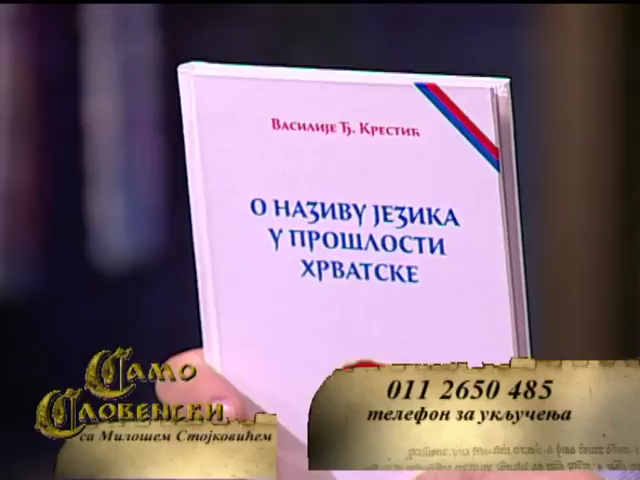 Василије Ђ. Крестић
О НАЗИВУ ЈЕЗИКА
У ПРОШЛОСТИ
ХРВАТСКЕ
Само
Словенски
са Милошем Стојковићем
011 2650 485
телефон за укључења